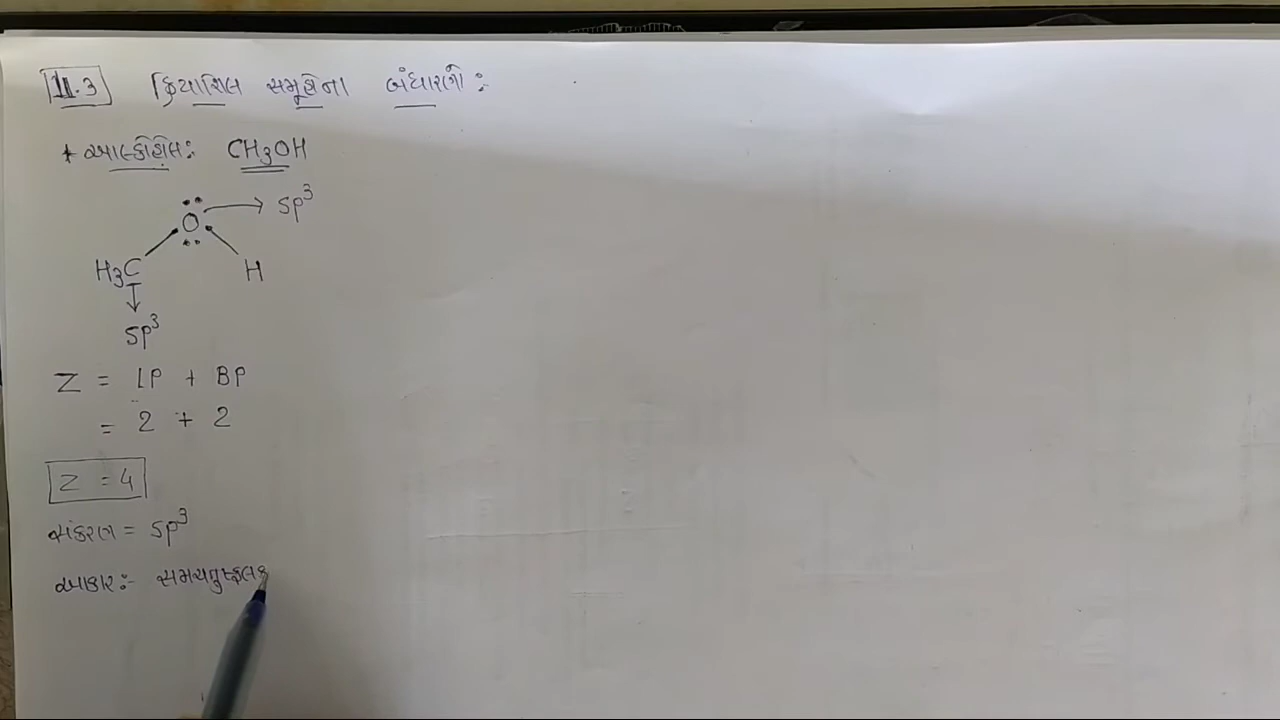 11.3 ક્રિયાશિલ સમૂહોના બંધારણો :-
* આલ્કોહોલ:- CH₃OH
O → sp³
H₃C H
↓
sp³
Z = LP + BP
= 2 + 2
Z = 4
સંકરણ = sp³
આકાર :- સમચતુષ્ફલક